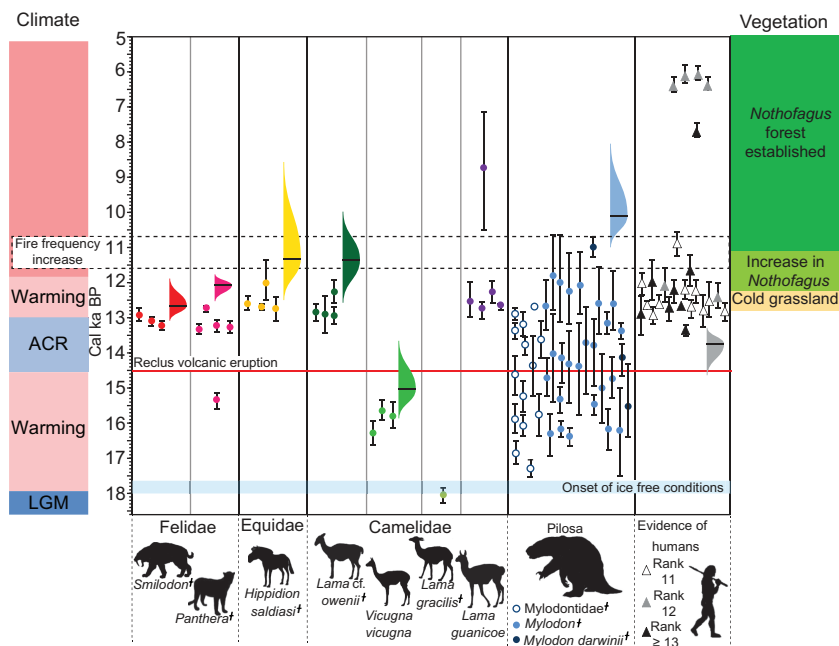 Climate
Vegetation
5
6
7
8
9
10
11
12
13
14
15
16
17
18
Cal ka BP
Fire frequency
increase
Warming
ACR
Warming
LGM
Reclus volcanic eruption
Onset of ice free conditions
Nothofagus
forest
established
Increase in
Nothofagus
Cold grassland
Felidae
Equidae
Camelidae
Pilosa
Evidence of
humans
Smilodon†
Panthera†
Hippidion
saldiasi†
Lama cf.
owenii†
Vicugna
vicugna
Lama
gracilis†
Lama
guanicoe
Mylodontidae†
Mylodon†
Mylodon darwinii†
Rank
11
Rank
12
Rank
≥ 13